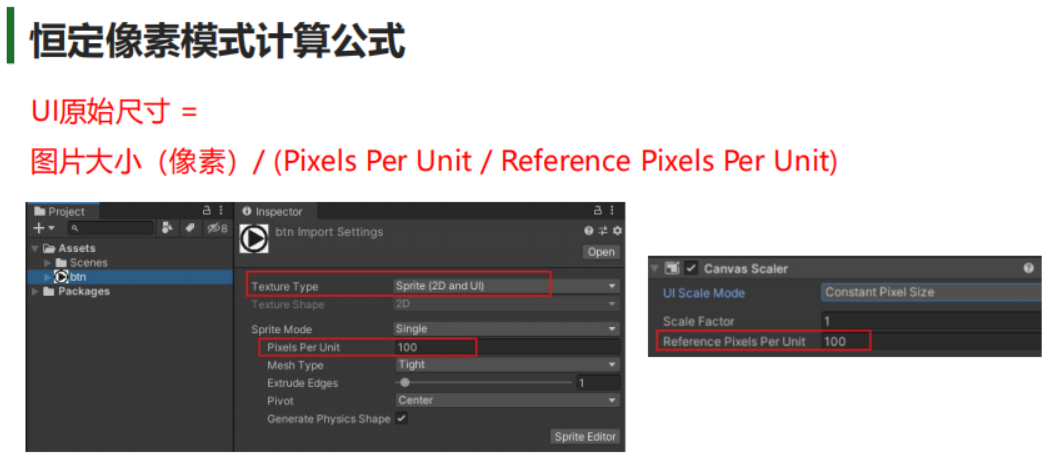 恒定像素模式计算公式
UI原始尺寸 =
图片大小（像素）/ (Pixels Per Unit / Reference Pixels Per Unit)
Project
8
Assets
Scenes
btn
Packages
Inspector
btn Import Settings
Open
Texture Type Sprite (2D and UI)
Texture Shape 2D
Sprite Mode Single
Pixels Per Unit 100
Mesh Type Tight
Extrude Edges 1
Pivot Center
Generate Physics Shape
Sprite Editor
Canvas Scaler
UI Scale Mode Constant Pixel Size
Scale Factor 1
Reference Pixels Per Unit 100